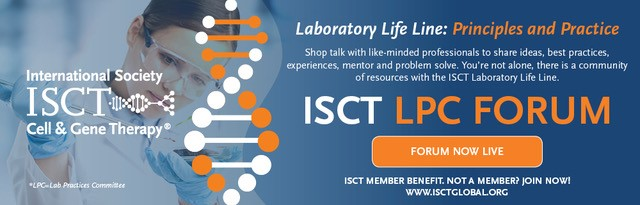 International Society
ISCT
Cell & Gene Therapy®
*LPC=Lab Practices Committee
Laboratory Life Line: Principles and Practice
Shop talk with like-minded professionals to share ideas, best practices,
experiences, mentor and problem solve. You're not alone, there is a community
of resources with the ISCT Laboratory Life Line.
ISCT LPC FORUM
FORUM NOW LIVE
ISCT MEMBER BENEFIT. NOT A MEMBER? JOIN NOW!
WWW.ISCTGLOBAL.ORG